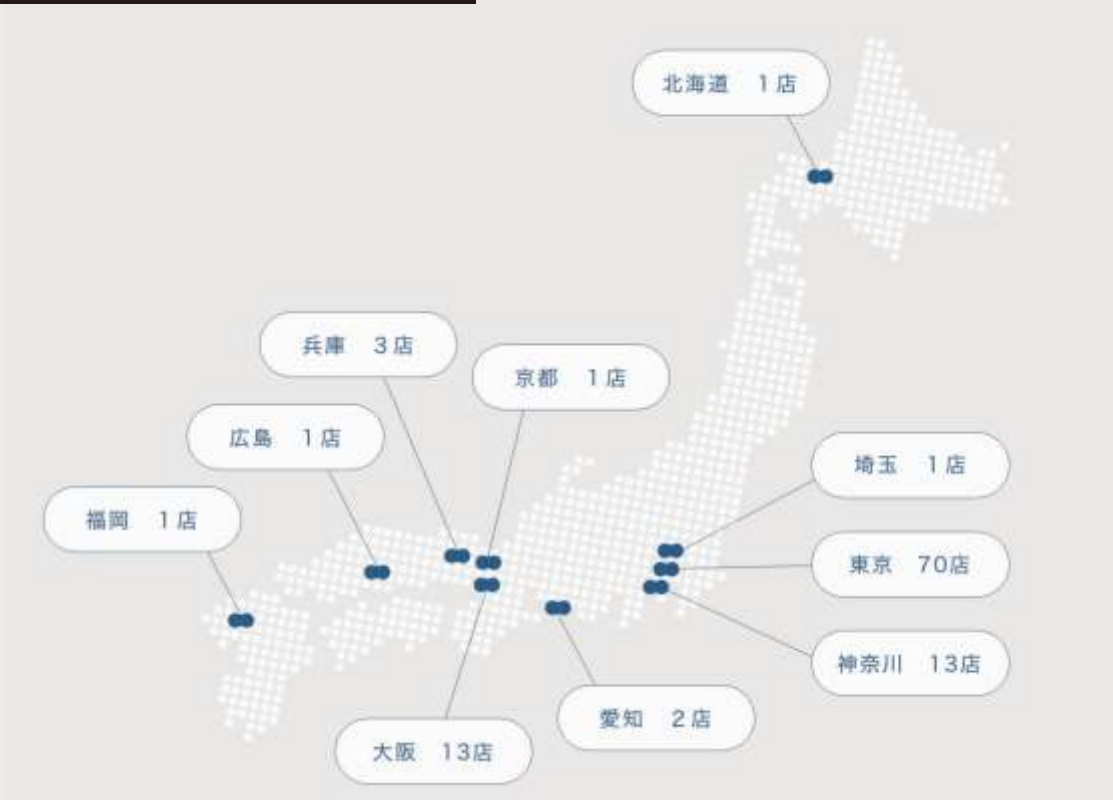 北海道　1店
兵庫　3店
京都　1店
広島　1店
埼玉　1店
福岡　1店
東京　70店
神奈川　13店
愛知　2店
大阪　13店